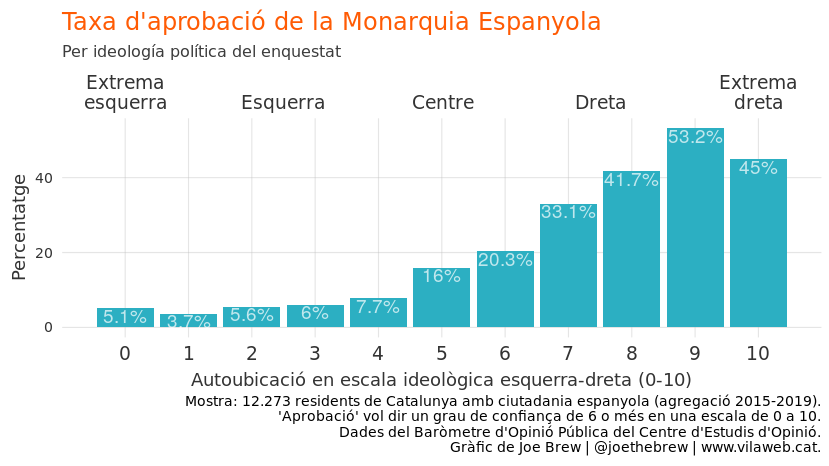 Taxa d'aprobació de la Monarquia Espanyola
Per ideología política del enquestat
Extrema
esquerra
Esquerra
Centre
Dreta
Extrema
dreta
Percentatge
40
20
0
5.1%
3.7%
5.6%
6%
7.7%
16%
20.3%
33.1%
41.7%
53.2%
45%
0 1 2 3 4 5 6 7 8 9 10
Autoubicació en escala ideològica esquerra-dreta (0-10)
Mostra: 12.273 residents de Catalunya amb ciutadania espanyola (agregació 2015-2019).
'Aprobació' vol dir un grau de confiança de 6 o més en una escala de 0 a 10.
Dades del Baròmetre d'Opinió Pública del Centre d'Estudis d'Opinió.
Gràfic de Joe Brew | @joethebrew | www.vilaweb.cat.